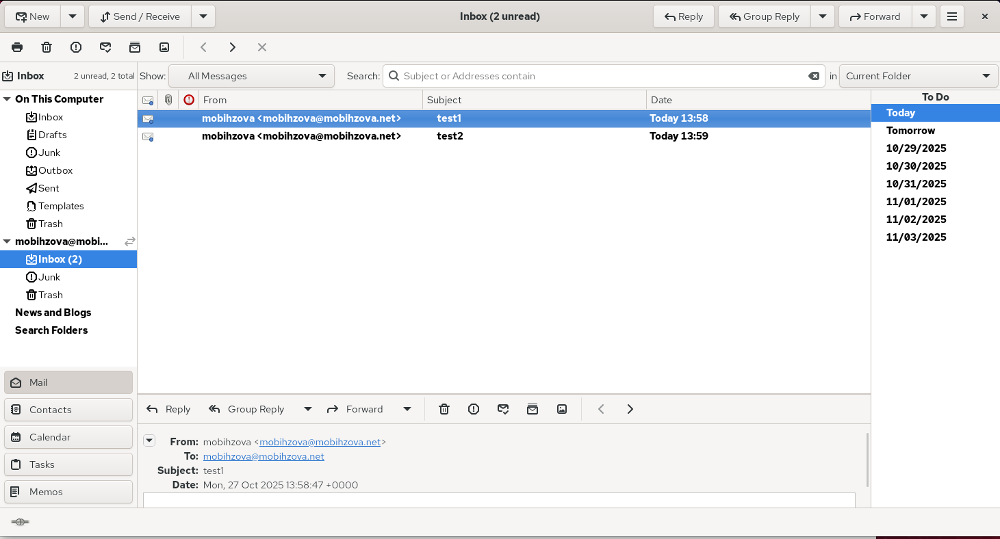 New
Send / Receive
Inbox (2 unread)
Reply
Group Reply
Forward
Inbox
2 unread, 2 total
Show:
All Messages
Search:
Subject or Addresses contain
in
Current Folder
On This Computer
Inbox
Drafts
Junk
Outbox
Sent
Templates
Trash
mobihzova@mobi...
Inbox (2)
Junk
Trash
News and Blogs
Search Folders
Mail
Contacts
Calendar
Tasks
Memos
From Subject Date
mobihzova <mobihzova@mobihzova.net> test1 Today 13:58
mobihzova <mobihzova@mobihzova.net> test2 Today 13:59
Reply
Group Reply
Forward
From: mobihzova <mobihzova@mobihzova.net>
To: mobihzova@mobihzova.net
Subject: test1
Date: Mon, 27 Oct 2025 13:58:47 +0000
To Do
Today
Tomorrow
10/29/2025
10/30/2025
10/31/2025
11/01/2025
11/02/2025
11/03/2025